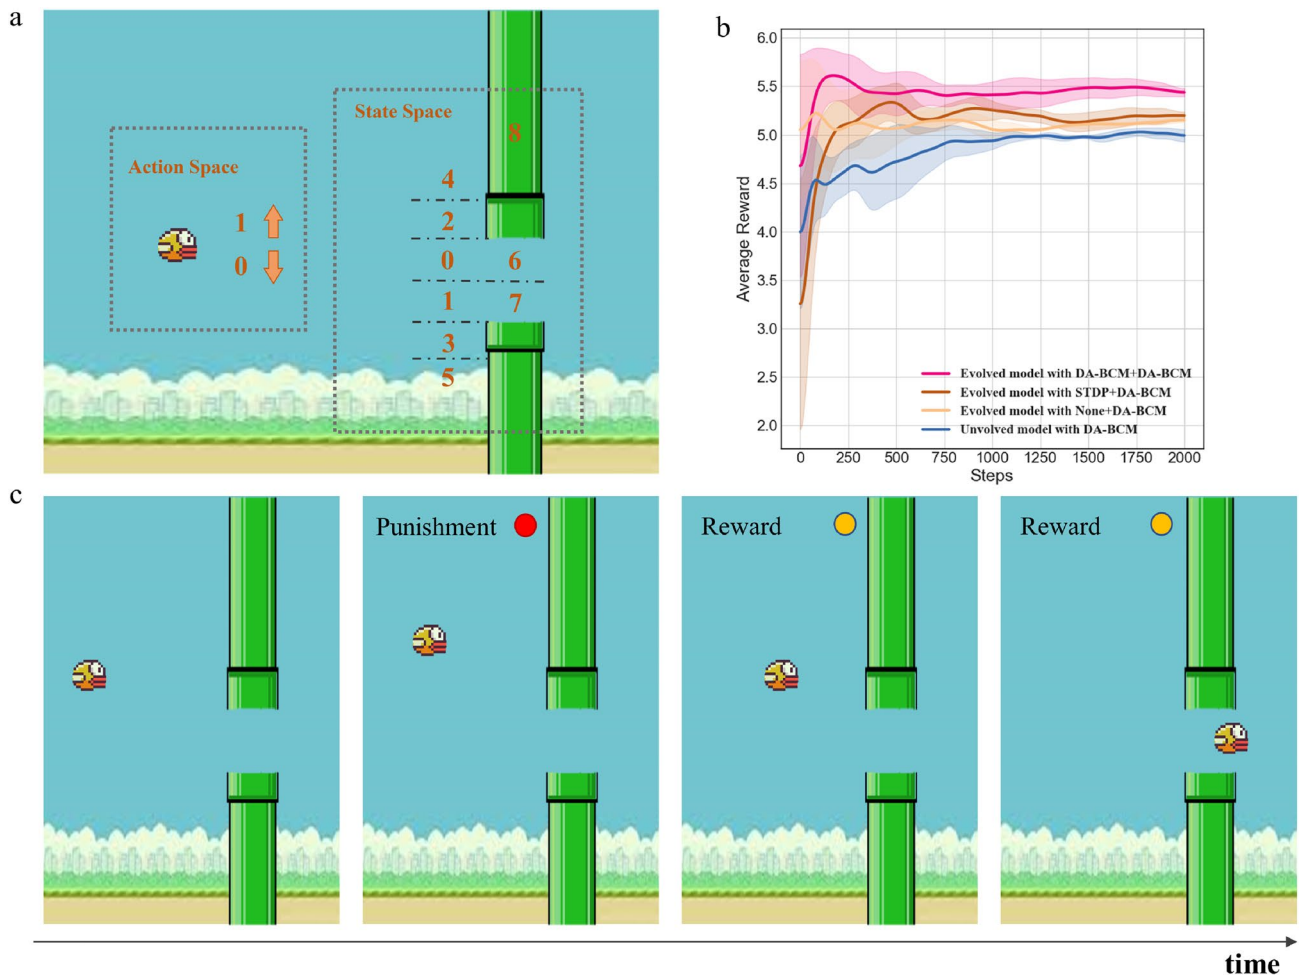 a
State Space
Action Space
8
4
2
1
0
0
6
1
7
3
5
b
6.0
5.5
5.0
4.5
4.0
3.5
3.0
2.5
2.0
Average Reward
Evolved model with DA-BCM+DA-BCM
Evolved model with STDP+DA-BCM
Evolved model with None+DA-BCM
Unvolved model with DA-BCM
0 250 500 750 1000 1250 1500 1750 2000
Steps
c
Punishment
Reward
Reward
time